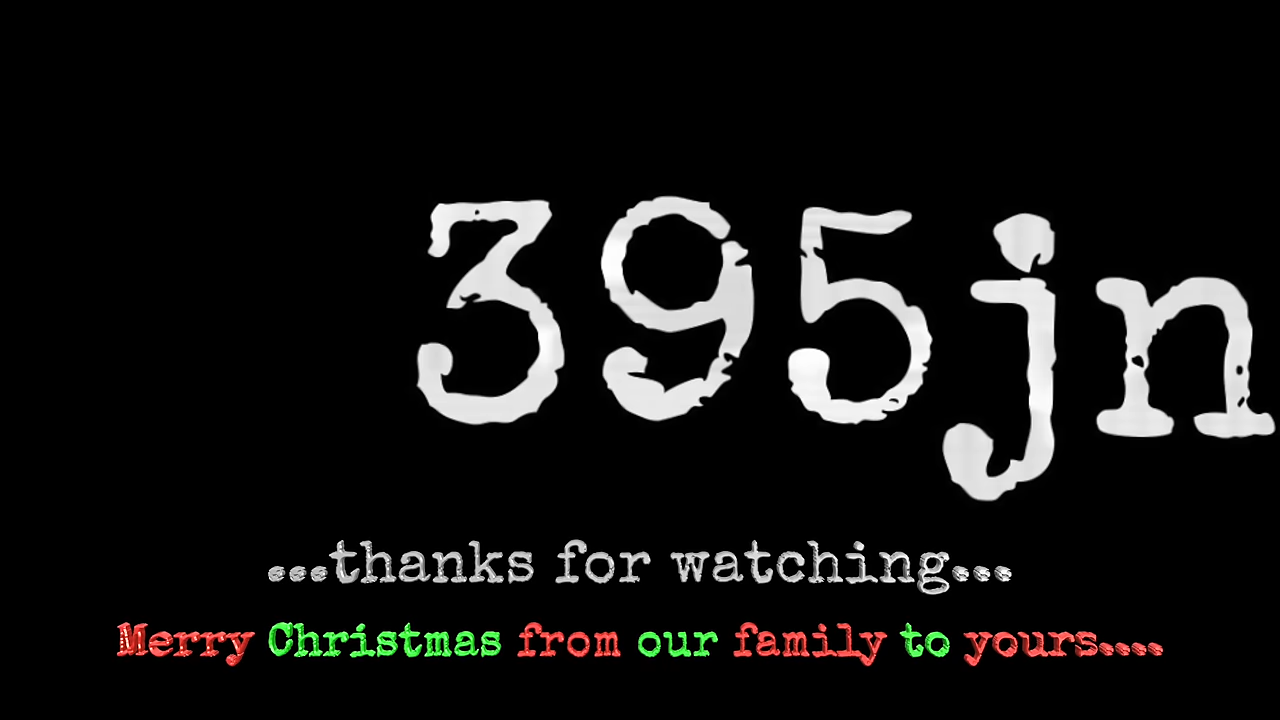 395jn
...thanks for watching...
Merry Christmas from our family to yours....